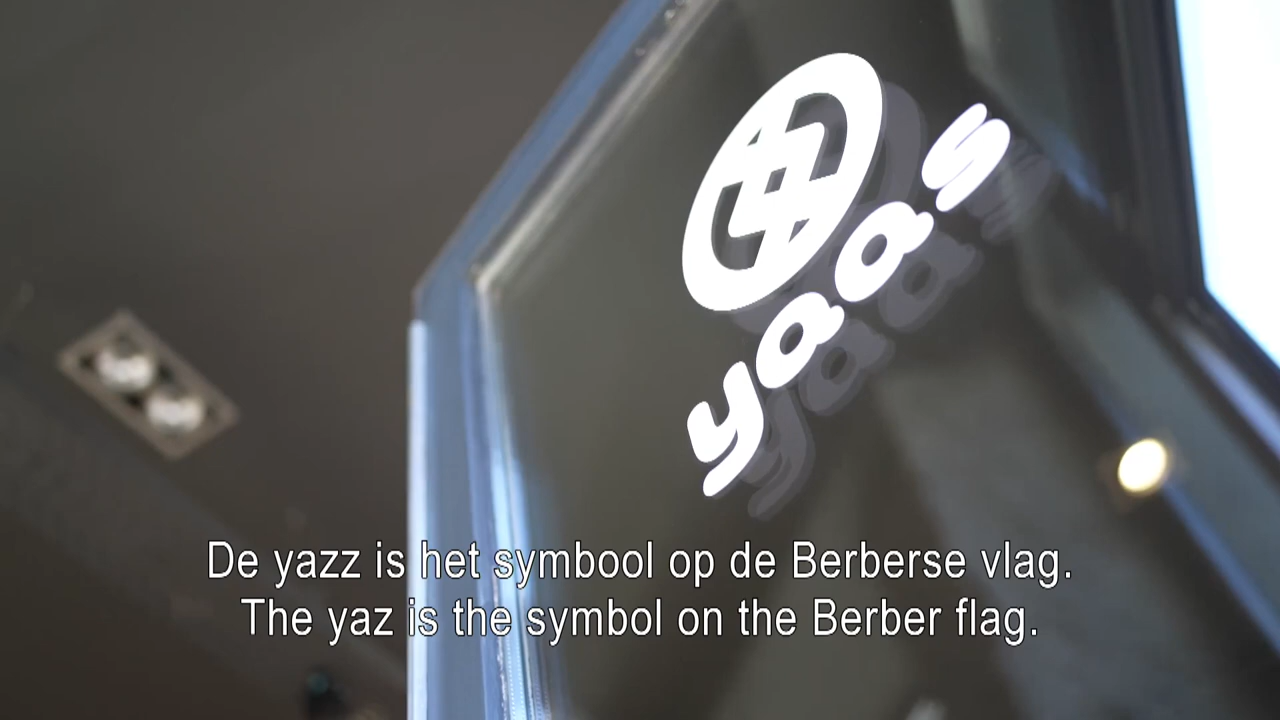 yaas
De yazz is het symbool op de Berberse vlag.
The yaz is the symbol on the Berber flag.